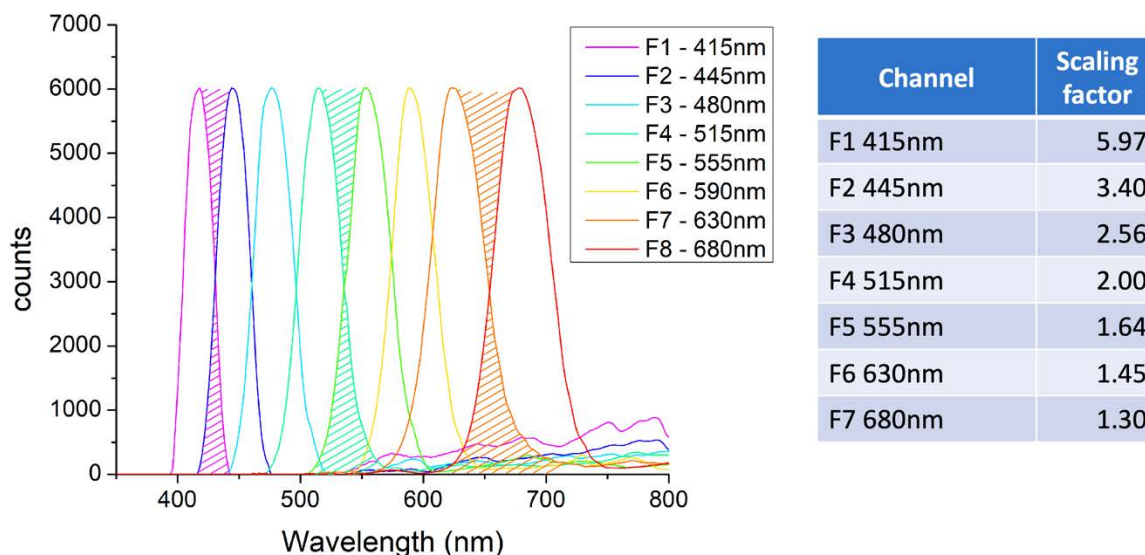 7000
6000
5000
4000
3000
2000
1000
0
counts
400
500
600
700
800
Wavelength (nm)
F1 - 415nm
F2 - 445nm
F3 - 480nm
F4 - 515nm
F5 - 555nm
F6 - 590nm
F7 - 630nm
F8 - 680nm
Channel Scaling
factor
F1 415nm 5.97
F2 445nm 3.40
F3 480nm 2.56
F4 515nm 2.00
F5 555nm 1.64
F6 630nm 1.45
F7 680nm 1.30